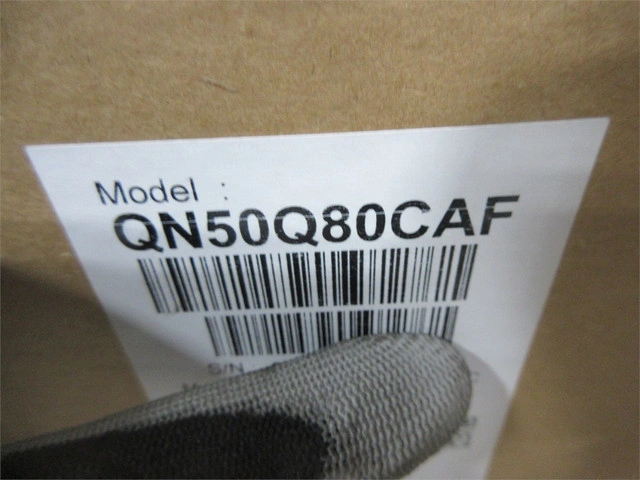 Model :
QN50Q80CAF
S/N